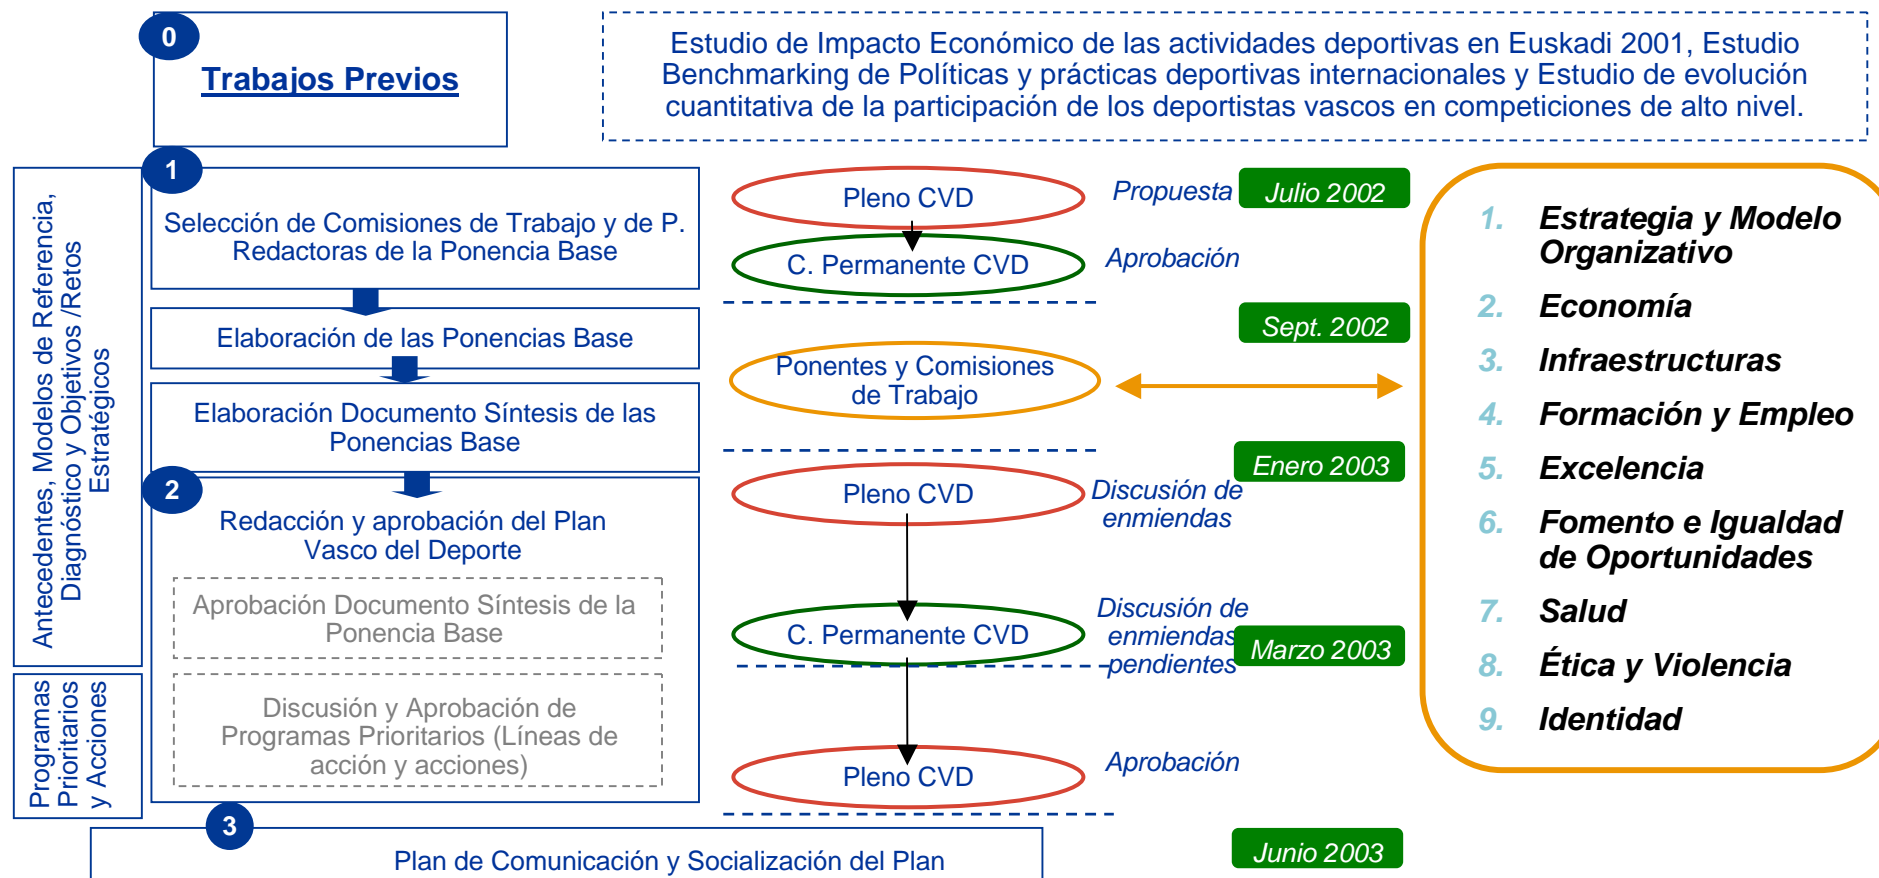 0
Trabajos Previos
Estudio de Impacto Económico de las actividades deportivas en Euskadi 2001, Estudio
Benchmarking de Políticas y prácticas deportivas internacionales y Estudio de evolución
cuantitativa de la participación de los deportistas vascos en competiciones de alto nivel.
Antecedentes, Modelos de Referencia,
Diagnóstico y Objetivos /Retos
Estratégicos
1
Selección de Comisiones de Trabajo y de P.
Redactoras de la Ponencia Base
Elaboración de las Ponencias Base
Elaboración Documento Síntesis de las
Ponencias Base
2
Redacción y aprobación del Plan
Vasco del Deporte
Aprobación Documento Síntesis de la
Ponencia Base
Programas
Prioritarios
y Acciones
Discusión y Aprobación de
Programas Prioritarios (Líneas de
acción y acciones)
3
Plan de Comunicación y Socialización del Plan
Pleno CVD
Propuesta
Julio 2002
C. Permanente CVD
Aprobación
Sept. 2002
Ponentes y Comisiones
de Trabajo
Enero 2003
Pleno CVD
Discusión de
enmiendas
C. Permanente CVD
Discusión de
enmiendas
pendientes
Marzo 2003
Pleno CVD
Aprobación
Junio 2003
1. Estrategia y Modelo
Organizativo
2. Economía
3. Infraestructuras
4. Formación y Empleo
5. Excelencia
6. Fomento e Igualdad
de Oportunidades
7. Salud
8. Ética y Violencia
9. Identidad